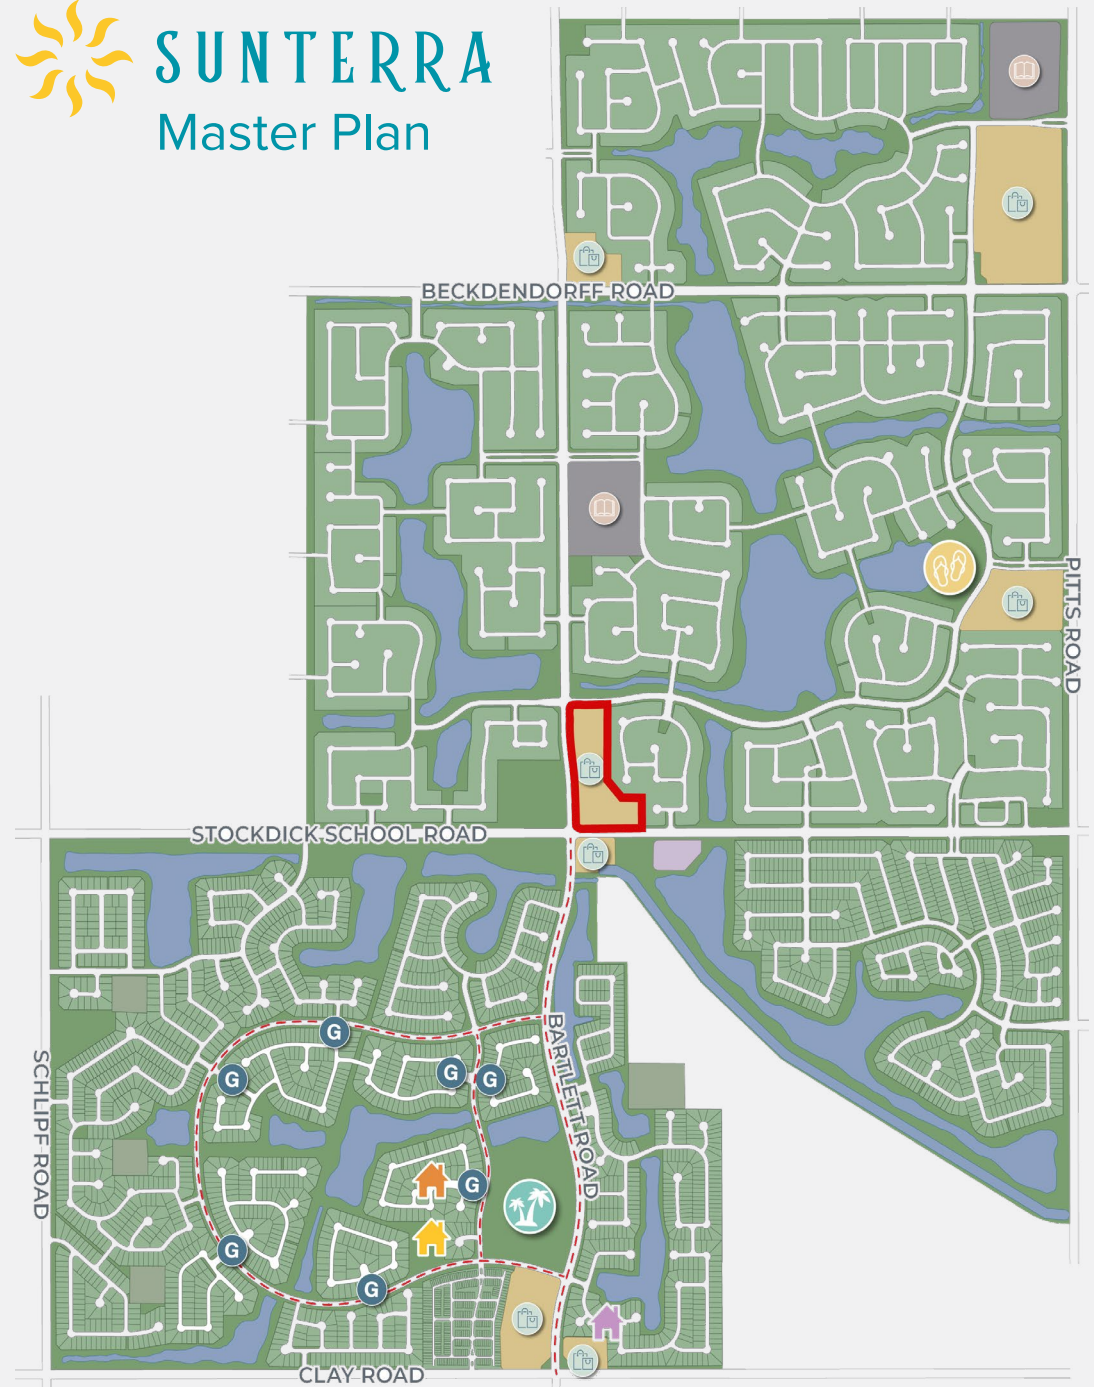 SUNTERRA
Master Plan
BECKDENDORFF ROAD
PITTS ROAD
STOCKDICK SCHOOL ROAD
BARTLETT ROAD
SCHLIPF ROAD
G
G
G
G
G
G
G
CLAY ROAD